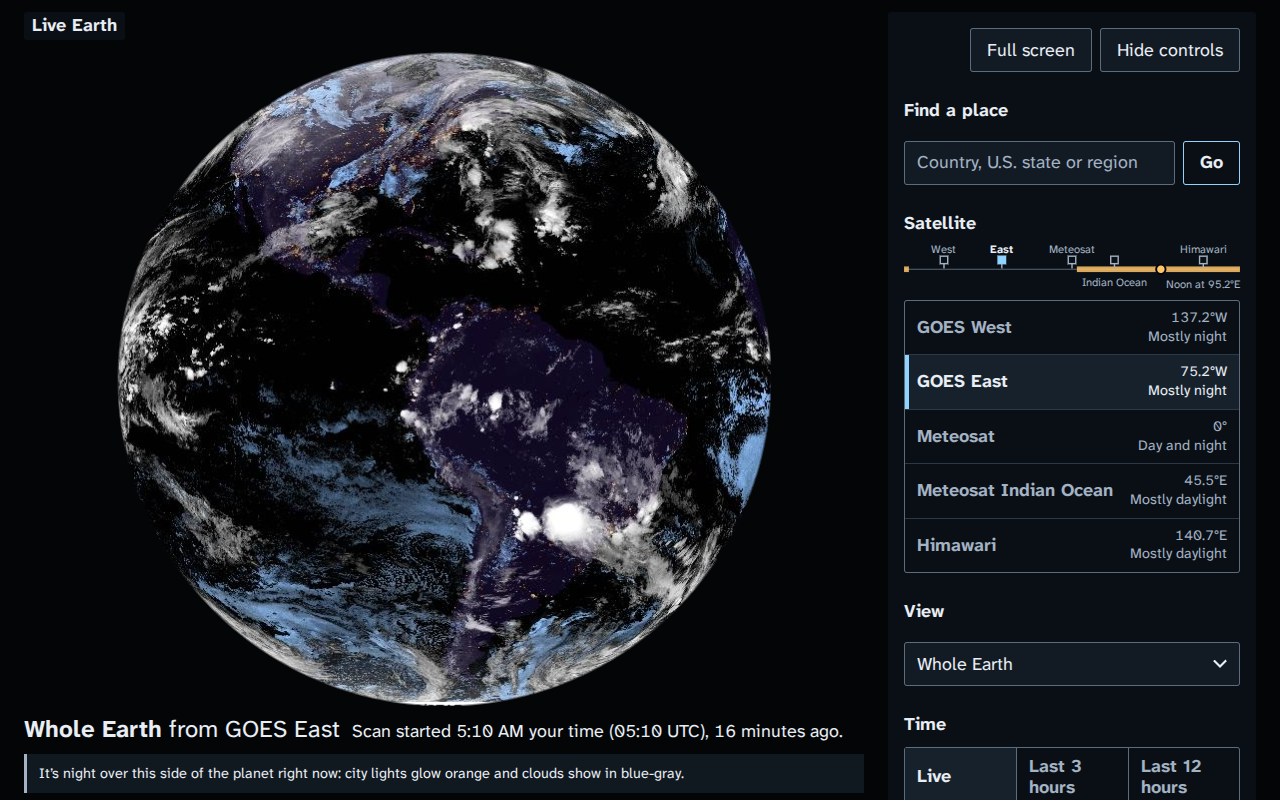 Live Earth
Full screen
Hide controls
Find a place
Country, U.S. state or region
Go
Satellite
West
East
Meteosat
Himawari
Indian Ocean
Noon at 95.2°E
GOES West
137.2°W
Mostly night
GOES East
75.2°W
Mostly night
Meteosat
0°
Day and night
Meteosat Indian Ocean
45.5°E
Mostly daylight
Himawari
140.7°E
Mostly daylight
View
Whole Earth
Time
Live
Last 3
hours
Last 12
hours
Whole Earth from GOES East Scan started 5:10 AM your time (05:10 UTC), 16 minutes ago.
It's night over this side of the planet right now: city lights glow orange and clouds show in blue-gray.